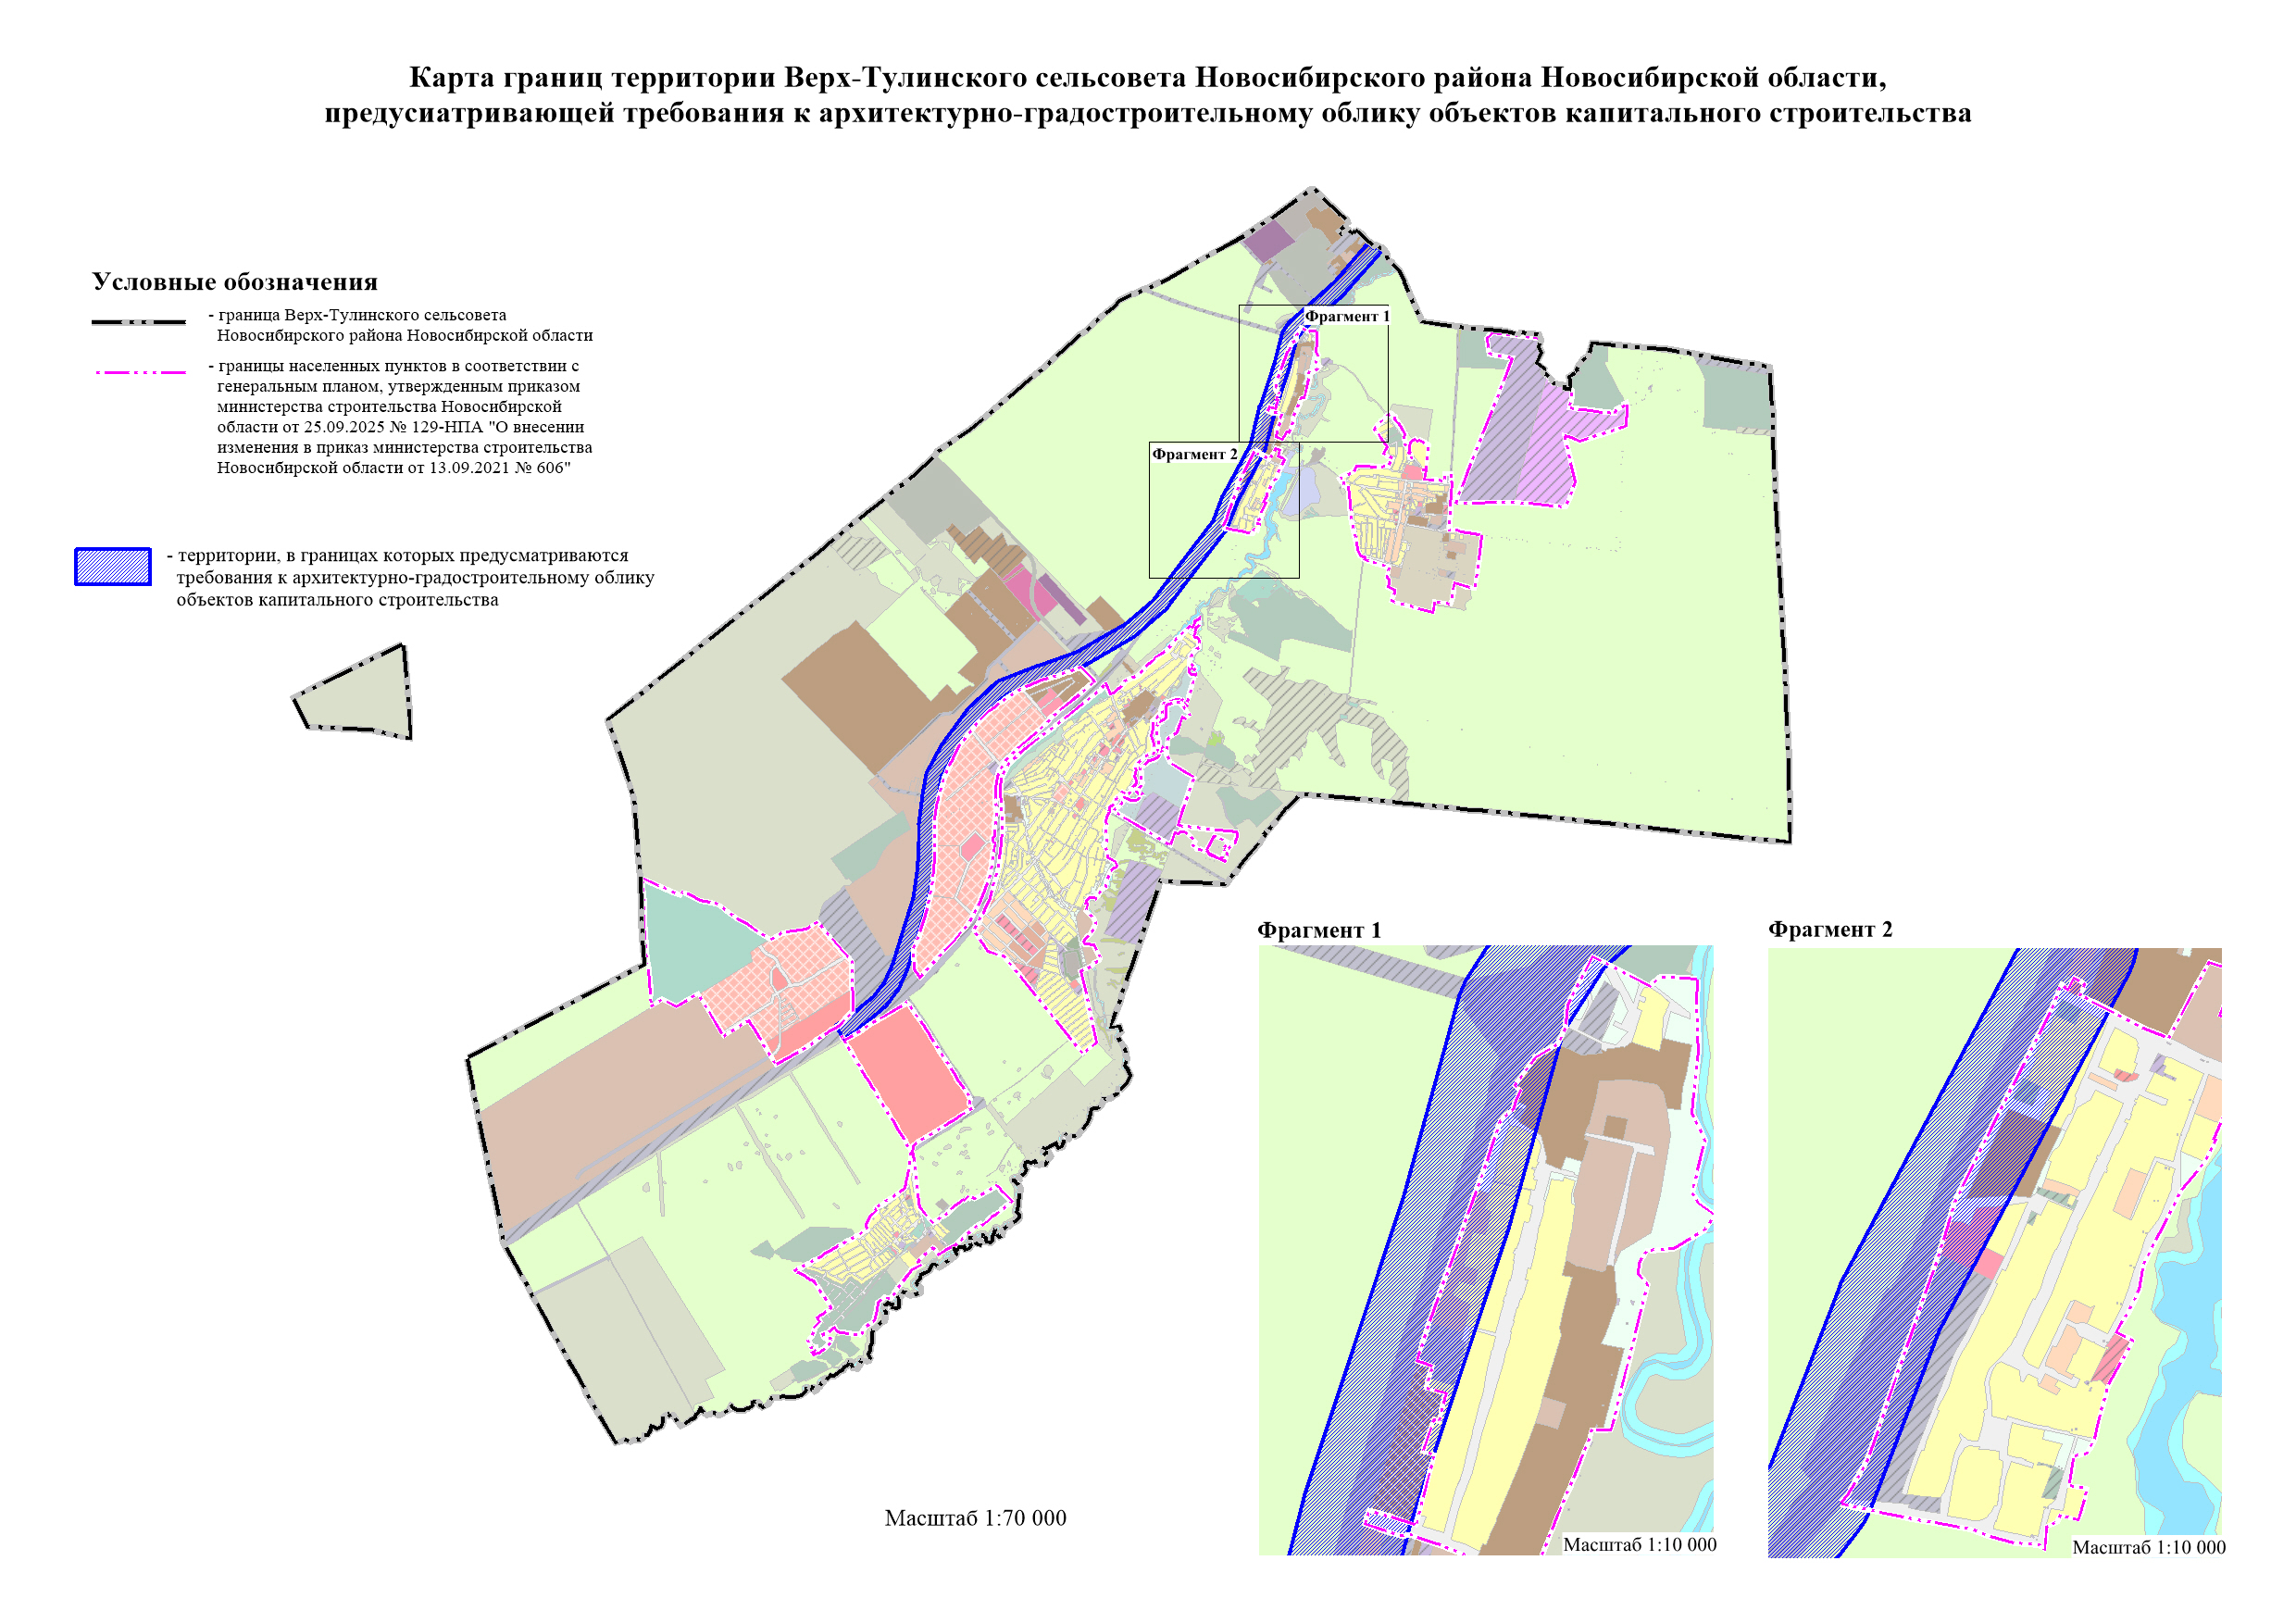 Карта границ территории Верх-Тулинского сельсовета Новосибирского района Новосибирской области,
предусиатривающей требования к архитектурно-градостроительному облику объектов капитального строительства
Условные обозначения
- граница Верх-Тулинского сельсовета
Новосибирского района Новосибирской области
- границы населенных пунктов в соответствии с
генеральным планом, утвержденным приказом
министерства строительства Новосибирской
области от 25.09.2025 № 129-НПА "О внесении
изменения в приказ министерства строительства
Новосибирской области от 13.09.2021 № 606"
- территории, в границах которых предусматриваются
требования к архитектурно-градостроительному облику
объектов капитального строительства
Фрагмент 1
Фрагмент 2
Фрагмент 1
Фрагмент 2
Масштаб 1:70 000
Масштаб 1:10 000
Масштаб 1:10 000